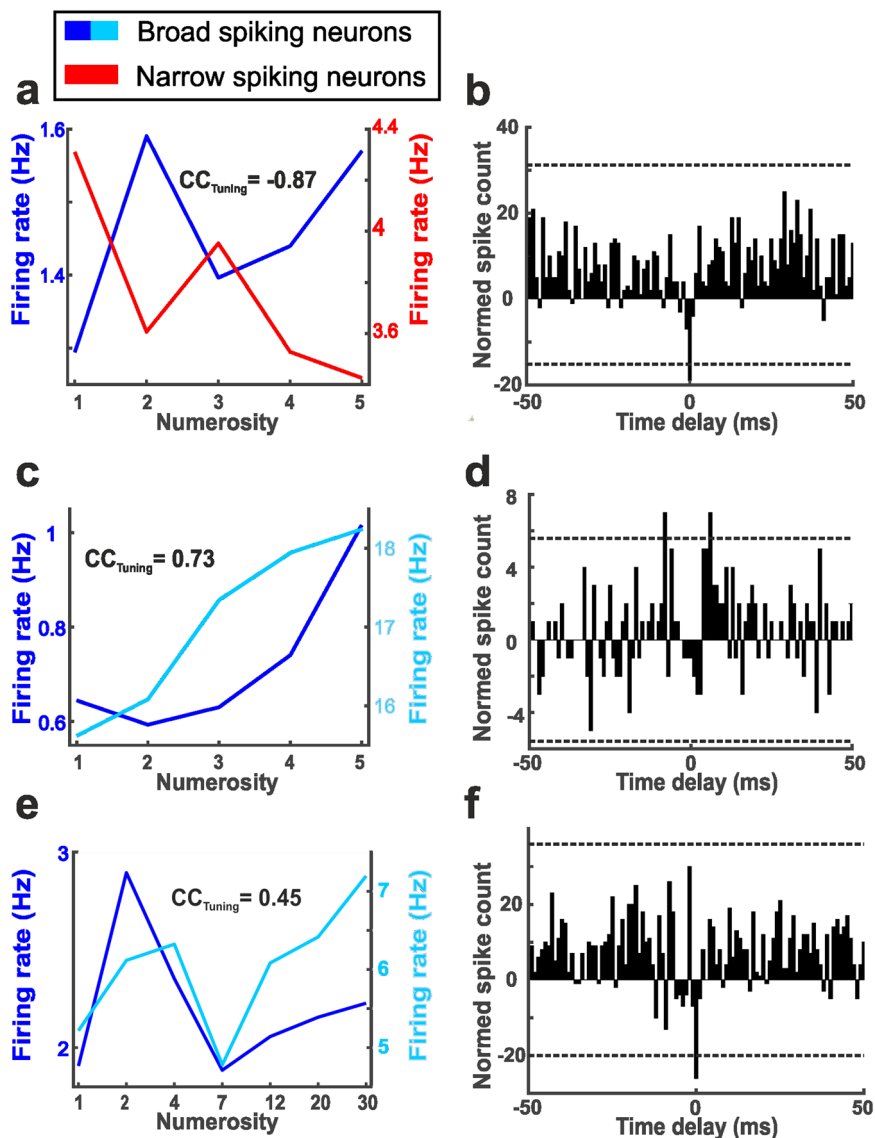 Broad spiking neurons
Narrow spiking neurons
a
Firing rate (Hz)
1.6
1.4
CC_Tuning = -0.87
4.4
4
3.6
Firing rate (Hz)
1 2 3 4 5
Numerosity
b
Normed spike count
40
20
0
-20
-50 0 50
Time delay (ms)
c
Firing rate (Hz)
1
0.8
0.6
CC_Tuning = 0.73
18
17
16
Firing rate (Hz)
1 2 3 4 5
Numerosity
d
Normed spike count
8
4
0
-4
-50 0 50
Time delay (ms)
e
Firing rate (Hz)
3
2
CC_Tuning = 0.45
7
6
5
Firing rate (Hz)
1 2 4 7 12 20 30
Numerosity
f
Normed spike count
20
0
-20
-50 0 50
Time delay (ms)